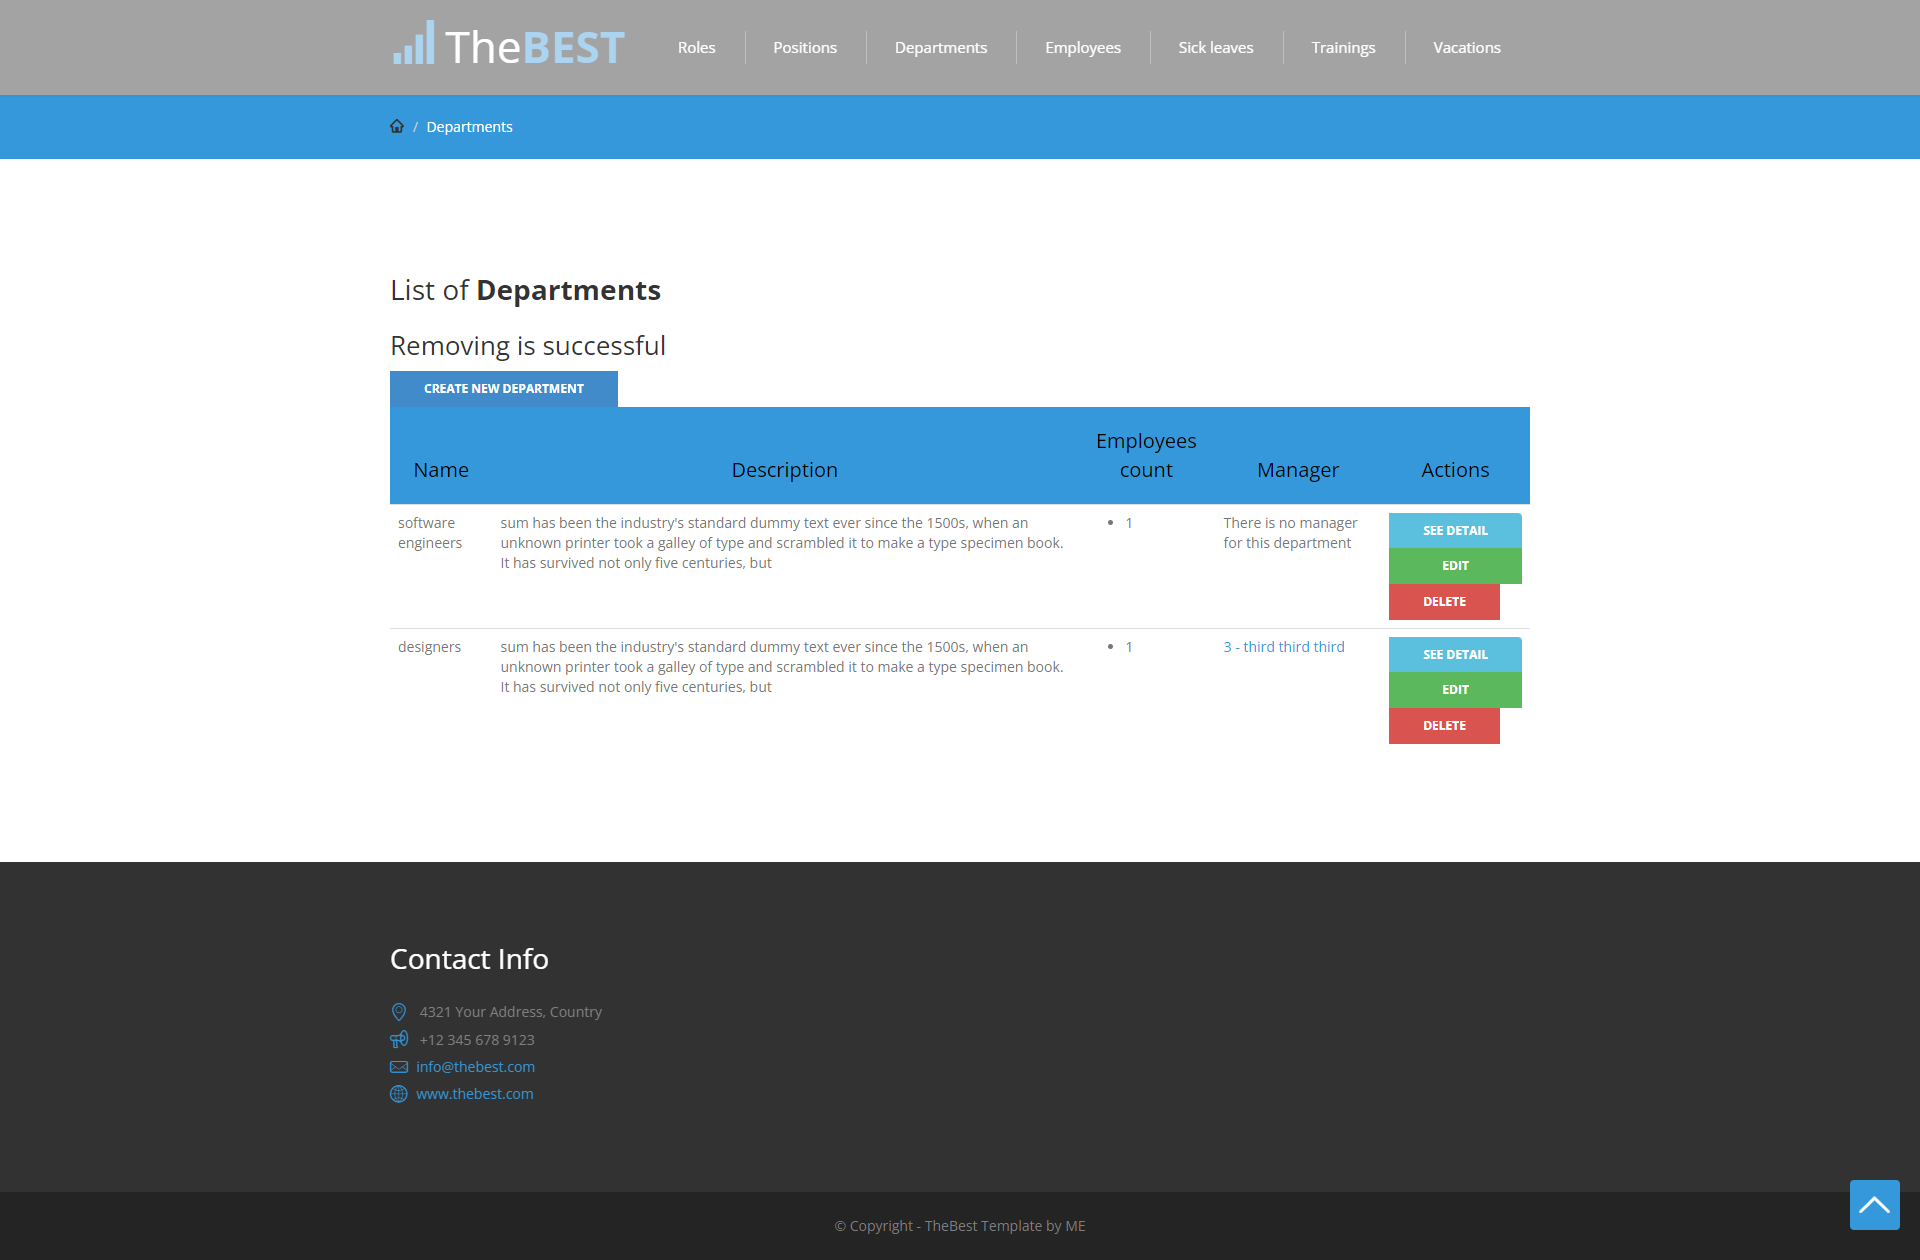 TheBEST
Roles
Positions
Departments
Employees
Sick leaves
Trainings
Vacations
/ Departments
List of Departments
Removing is successful
CREATE NEW DEPARTMENT
Name
Description
Employees
count
Manager
Actions
software
engineers
sum has been the industry's standard dummy text ever since the 1500s, when an
unknown printer took a galley of type and scrambled it to make a type specimen book.
It has survived not only five centuries, but
1
There is no manager
for this department
SEE DETAIL
EDIT
DELETE
designers
sum has been the industry's standard dummy text ever since the 1500s, when an
unknown printer took a galley of type and scrambled it to make a type specimen book.
It has survived not only five centuries, but
1
3 - third third third
SEE DETAIL
EDIT
DELETE
Contact Info
4321 Your Address, Country
+12 345 678 9123
info@thebest.com
www.thebest.com
© Copyright - TheBest Template by ME